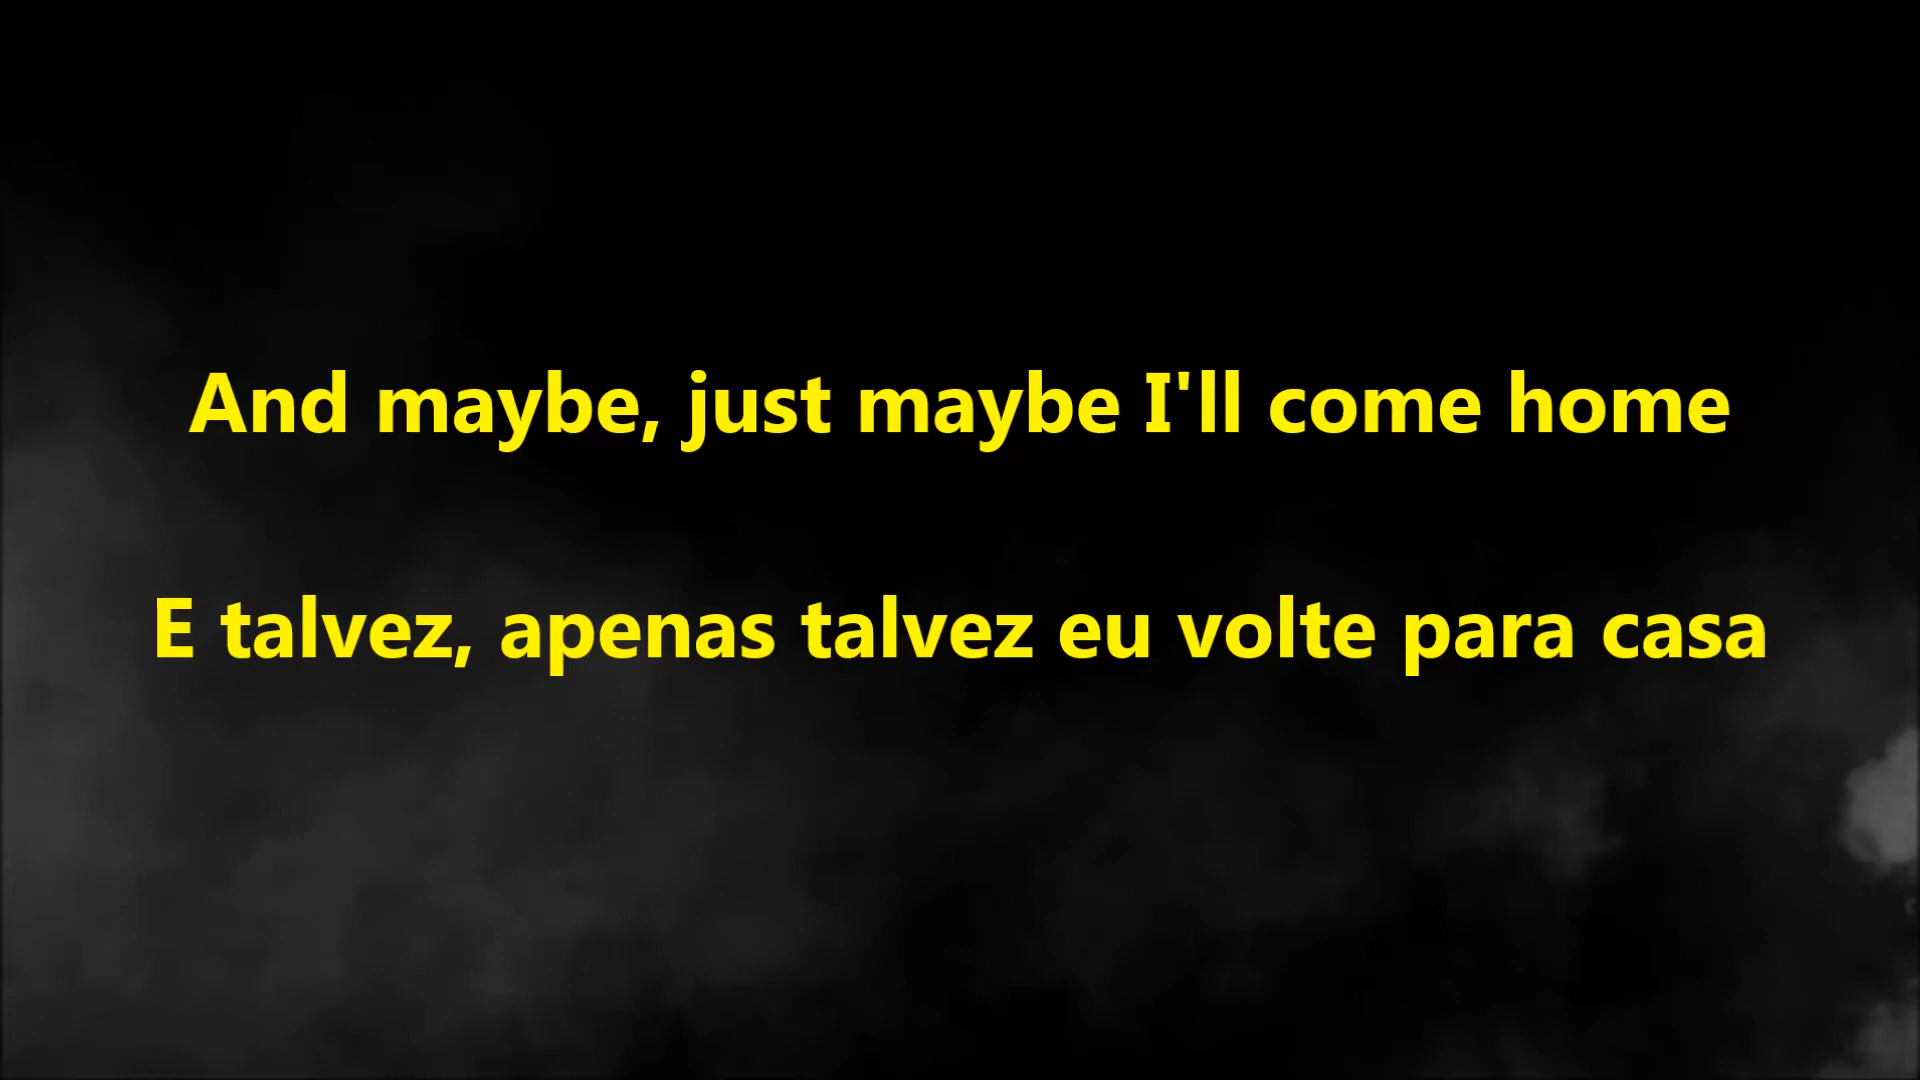 And maybe, just maybe I'll come home
E talvez, apenas talvez eu volte para casa